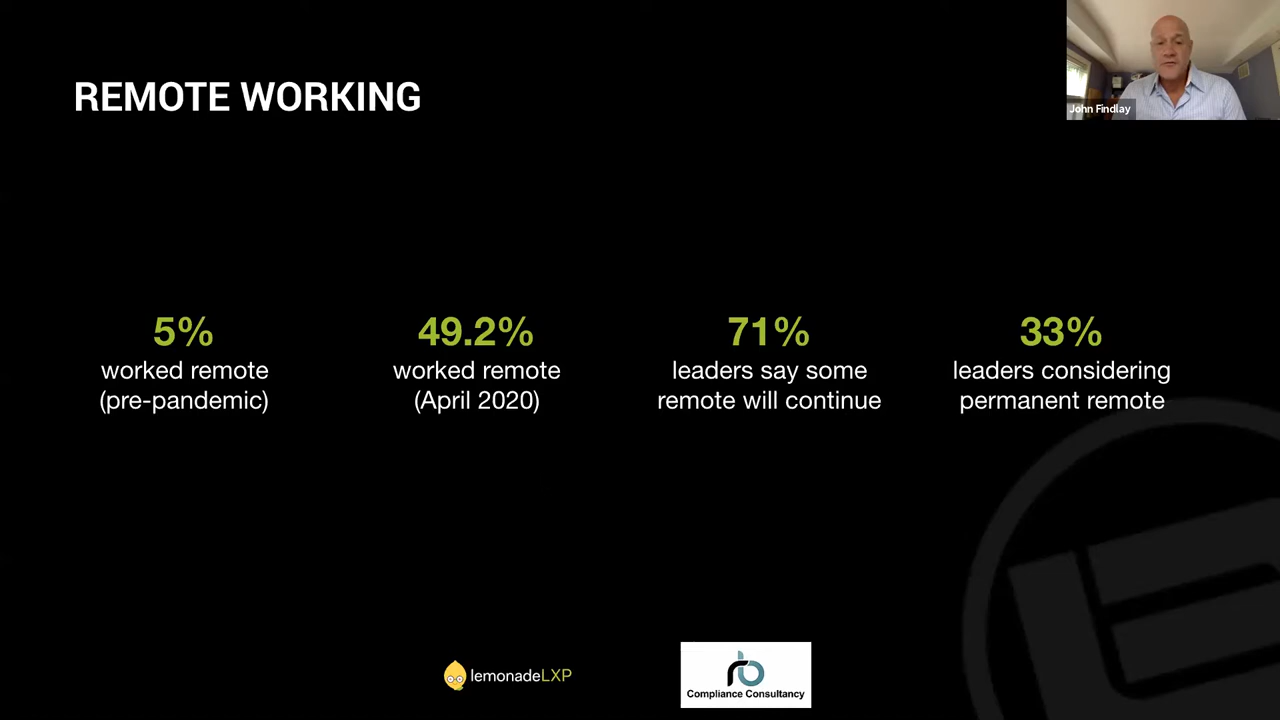 John Findlay
REMOTE WORKING
5%
worked remote
(pre-pandemic)
49.2%
worked remote
(April 2020)
71%
leaders say some
remote will continue
33%
leaders considering
permanent remote
lemonadeLXP
rb
Compliance Consultancy